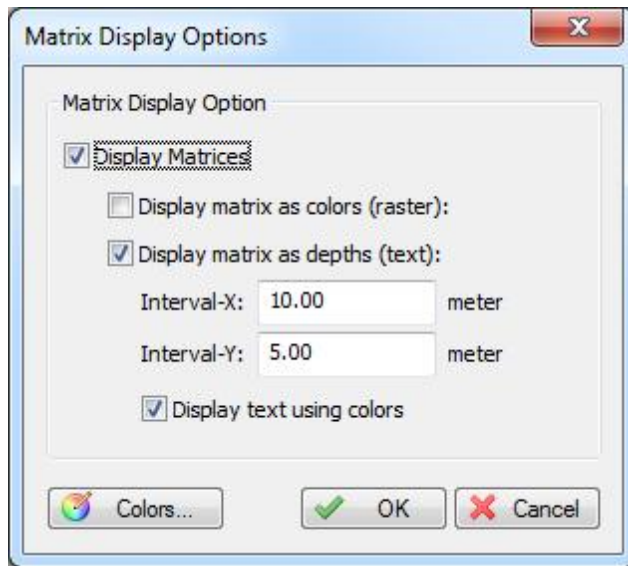 Matrix Display Options
Matrix Display Option
Display Matrices
Display matrix as colors (raster):
Display matrix as depths (text):
Interval-X: 10.00 meter
Interval-Y: 5.00 meter
Display text using colors
Colors... OK Cancel